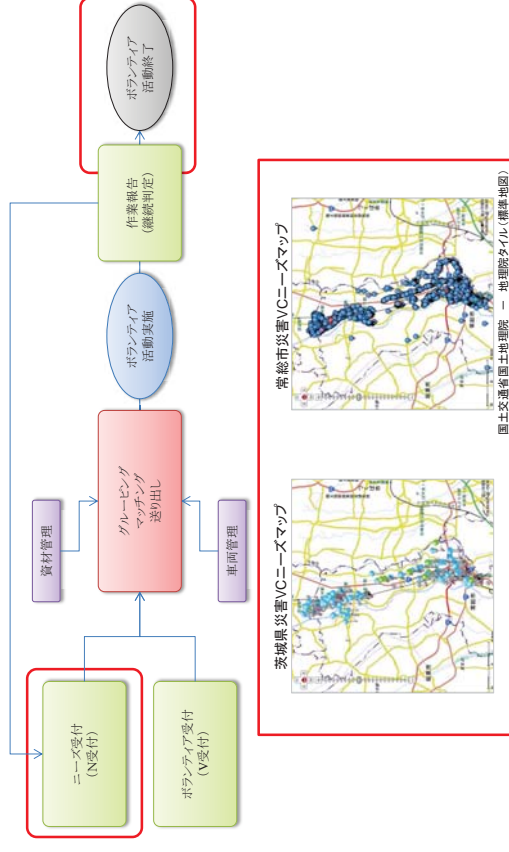 ニーズ受付
(N受付)
ボランティア受付
(V受付)
資材管理
グルーピング
マッチング
送り出し
車両管理
ボランティア
活動実施
作業報告
(継続判定)
ボランティア
活動終了
茨城県災害VCニーズマップ
常総市災害VCニーズマップ
国土交通省国土地理院 － 地理院タイル(標準地図)